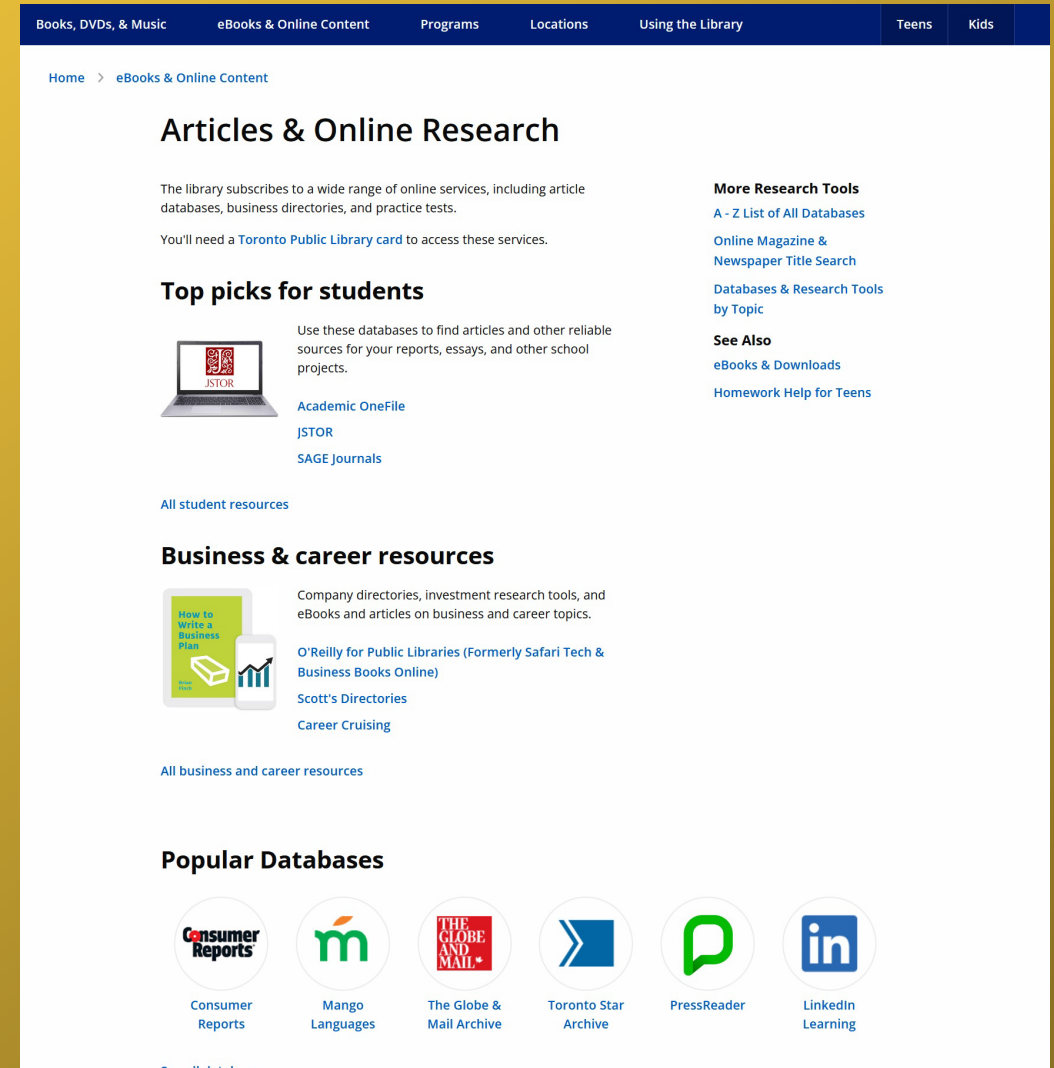 Books, DVDs, & Music eBooks & Online Content Programs Locations Using the Library Teens Kids
Home > eBooks & Online Content
Articles & Online Research
The library subscribes to a wide range of online services, including article
databases, business directories, and practice tests.
You'll need a Toronto Public Library card to access these services.
Top picks for students
JSTOR
Use these databases to find articles and other reliable
sources for your reports, essays, and other school
projects.
Academic OneFile
JSTOR
SAGE Journals
All student resources
Business & career resources
How to
Write a
Business
Plan
Brian
Finch
Company directories, investment research tools, and
eBooks and articles on business and career topics.
O'Reilly for Public Libraries (Formerly Safari Tech &
Business Books Online)
Scott's Directories
Career Cruising
All business and career resources
More Research Tools
A - Z List of All Databases
Online Magazine &
Newspaper Title Search
Databases & Research Tools
by Topic
See Also
eBooks & Downloads
Homework Help for Teens
Popular Databases
Consumer
Reports
m
THE
GLOBE
AND
MAIL
in
Consumer
Reports
Mango
Languages
The Globe &
Mail Archive
Toronto Star
Archive
PressReader
LinkedIn
Learning